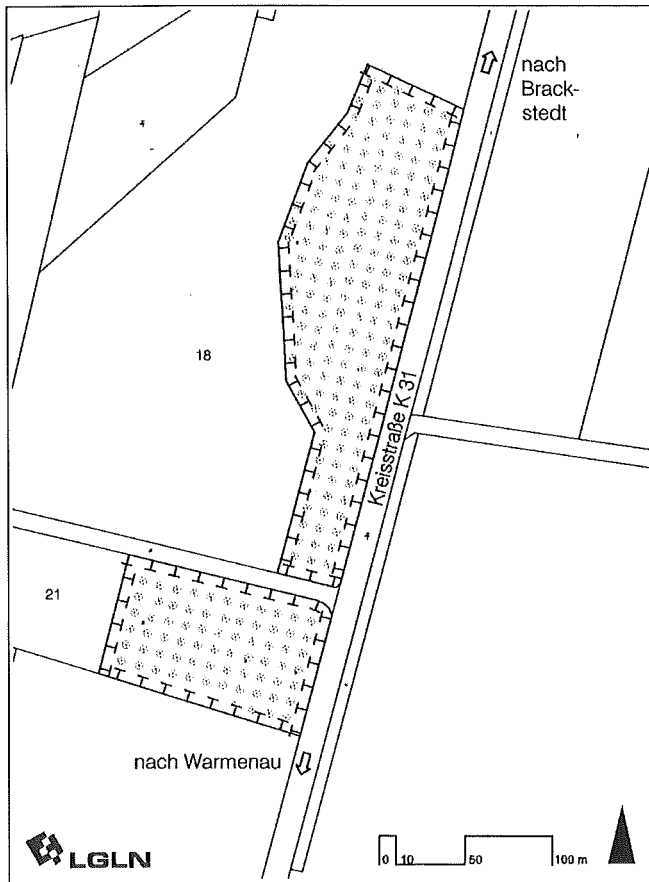 nach
Brack-
stedt
18
Kreisstraße K 31
21
nach Warmenau
LGLN
0 10 50 100 m